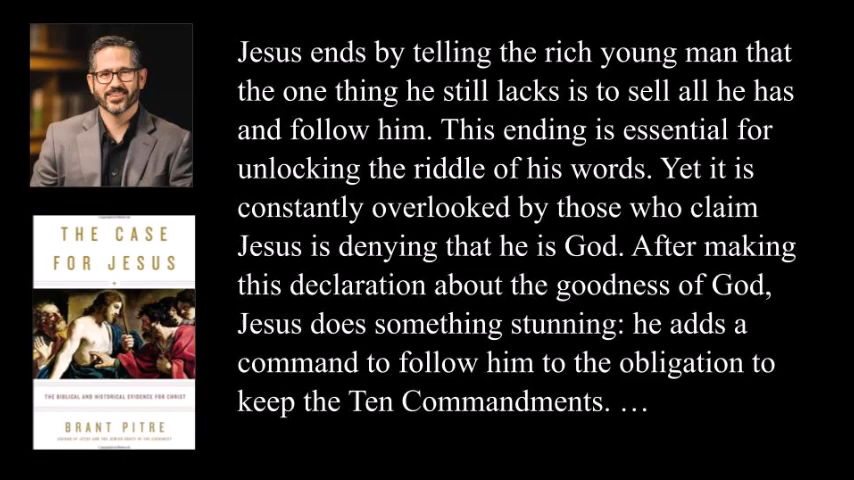 Jesus ends by telling the rich young man that
the one thing he still lacks is to sell all he has
and follow him. This ending is essential for
unlocking the riddle of his words. Yet it is
constantly overlooked by those who claim
Jesus is denying that he is God. After making
this declaration about the goodness of God,
Jesus does something stunning: he adds a
command to follow him to the obligation to
keep the Ten Commandments. …
THE CASE
FOR JESUS
THE BIBLICAL AND HISTORICAL EVIDENCE FOR CHRIST
BRANT PITRE